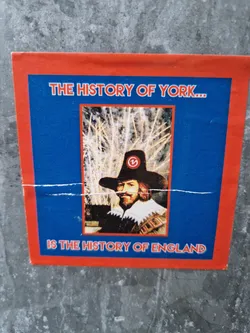 THE HISTORY OF YORK...
IS THE HISTORY OF ENGLAND